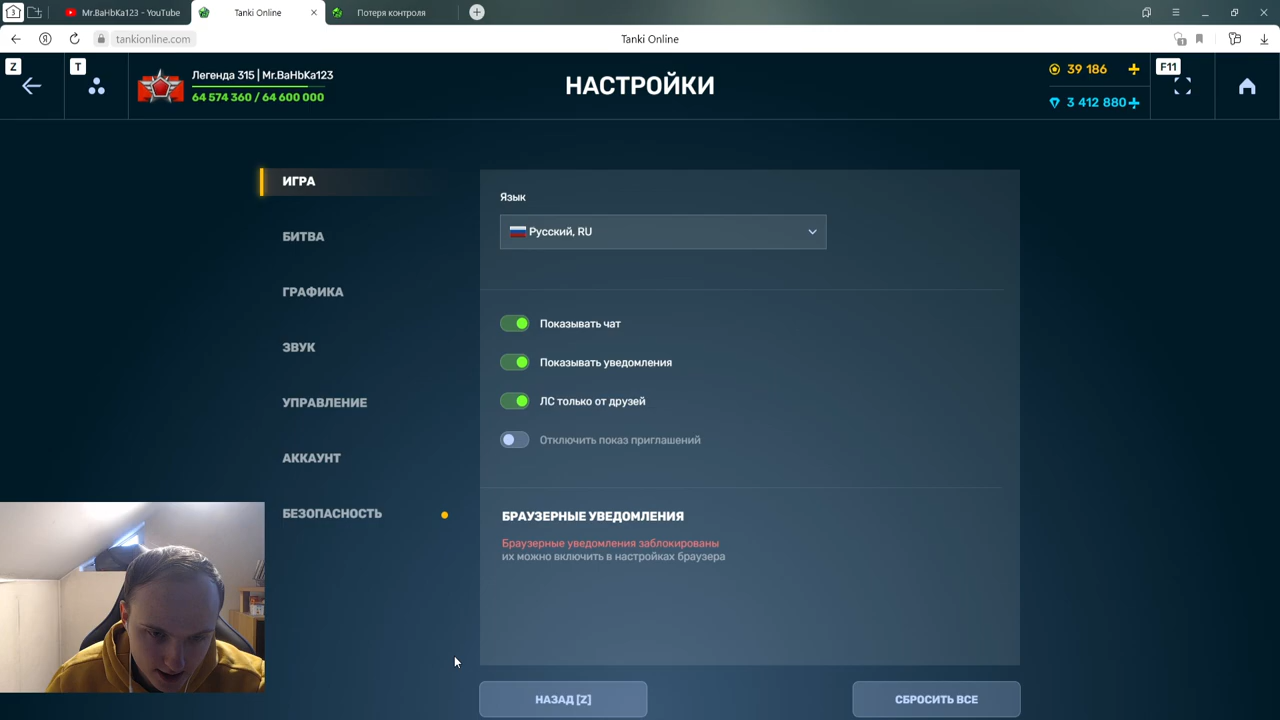 3
Mr.BaHbKa123 - YouTube
Tanki Online
Потеря контроля
tankionline.com
Tanki Online
Z
T
Легенда 315 | Mr.BaHbKa123
64 574 360 / 64 600 000
НАСТРОЙКИ
39 186
3 412 880
F11
ИГРА
БИТВА
ГРАФИКА
ЗВУК
УПРАВЛЕНИЕ
АККАУНТ
БЕЗОПАСНОСТЬ
Язык
Русский, RU
Показывать чат
Показывать уведомления
ЛС только от друзей
Отключить показ приглашений
БРАУЗЕРНЫЕ УВЕДОМЛЕНИЯ
Браузерные уведомления заблокированы
их можно включить в настройках браузера
НАЗАД [Z]
СБРОСИТЬ ВСЕ